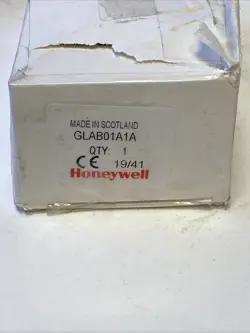 MADE IN SCOTLAND
GLAB01A1A
QTY: 1
CE 19/41
Honeywell